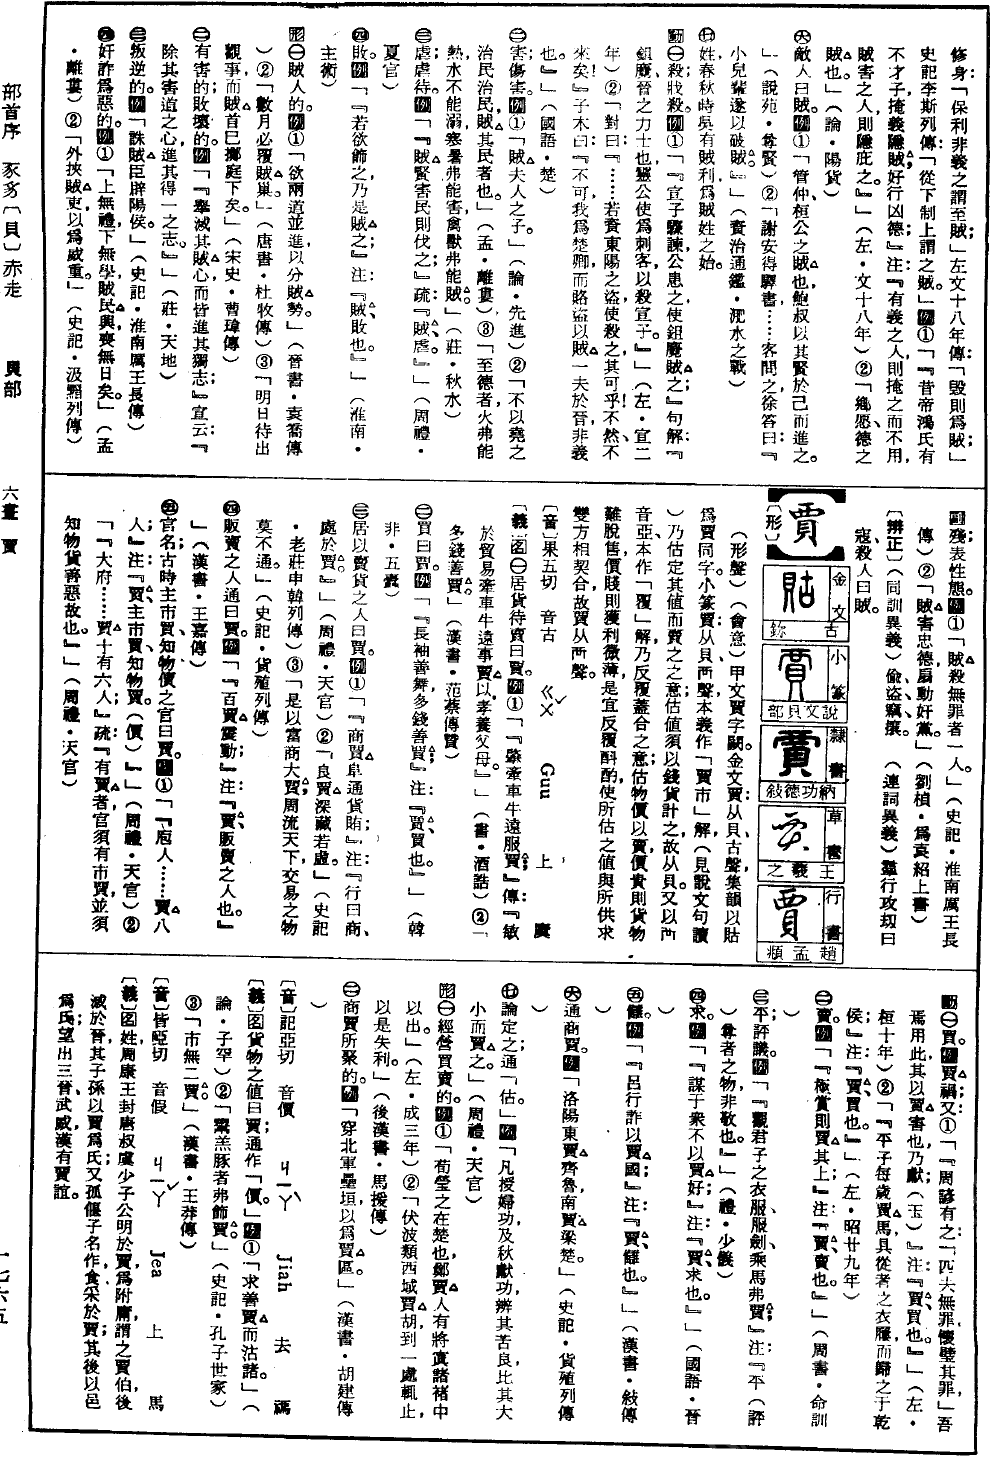 修身：「保利非義之謂至賊」左文十八年傳：「毀則爲賊」
史記李斯列傳：「從下制上謂之賊。」例①「『昔帝鴻氏有
不才子，掩義隱賊，好行凶德』注：『有義之人則掩之而不用，
賊害之人則隱庇之。』」（左・文十八年）②「鄉愿，德之
賊也。」（論・陽貨）
㊅敵人曰賊。例①「管仲，桓公之賊也，鮑叔以其賢於己而進之。
」（說苑・尊賢）②「謝安得驛書……客問之，徐答曰：『
小兒輩遂以破賊。』」（資治通鑑・淝水之戰）
㊆姓，春秋時吳有賊利，爲賊姓之始。
動㊀殺，戕殺。例①「『宣子驟諫，公患之，使鉏麑賊之』句解：『
鉏麑，晉之力士也，靈公使爲刺客以殺宣子。』」（左・宣二
年）②「對曰：『……若資東陽之盜使殺之，其可乎！不然，不
來矣！』子木曰：『不可，我爲楚卿，而賂盜以賊一夫於晉，非義
也。』」（國語・楚）
㊁害，傷害。例①「賊夫人之子。」（論・先進）②「不以堯之
治民治民，賊其民者也。」（孟・離婁）③「至德者，火弗能
熱，水不能溺，寒暑弗能害，禽獸弗能賊。」（莊・秋水）
㊂虐，虐待。例「『賊賢害民則伐之』疏：『賊，虐。』」（周禮・
夏官）
㊃敗。例「『若欲飾之，乃是賊之』注：『賊，敗也。』」（淮南・
主術）
形㊀賊人的。例①「欲兩道並進以分賊勢。」（晉書・袁喬傳
）②「數月必覆賊巢。」（唐書・杜牧傳）③「明日待出
觀事，而賊首已擲庭下矣。」（宋史・曹瑋傳）
㊁有害的，敗壞的。例「『舉滅其賊心，而皆進其獨志』宣云：『
除其害道之心，進其得一之志。』」（莊・天地）
㊂叛逆的。例「誅賊臣辟陽侯。」（史記・淮南厲王長傳）
㊃奸詐爲惡的。例①「上無禮，下無學，賊民興，喪無日矣。」（孟
・離婁）②「外挾賊吏以爲威重。」（史記・汲黯列傳）
副殘，表性態。例①「賊殺無罪者一人。」（史記・淮南厲王長
傳）②「賊害忠德，扇動奸黨。」（劉楨・爲袁紹上書）
〔辨正〕（同訓異義）偷、盜、竊、攘。（連詞異義）羣行攻劫曰
寇，殺人曰賊。
【賈】
〔形〕
金文　古鉨
小篆　說文貝部
隸書　納功德敍
草書　王羲之
行書　趙孟頫
（形聲）（會意）甲文賈字闕。金文賈：从貝，古聲，集韻以䝻
爲賈同字。小篆賈：从貝，襾聲，本義作「賈市」解（見說文句讀
）乃估定其値而賣之之意；估値須以錢貨計之，故从貝。又以襾
音亞，本作「覆」解，乃反覆蓋合之意；估物價以賣，價貴則貨物
難脫售，價賤則獲利微薄，是宜反覆斟酌，使所估之値與所供求
雙方相契合，故賈从襾聲。
〔音〕果五切　音古　ㄍㄨˇ　Guu　上　麌
〔義〕名㊀居貨待賣曰賈。例①「『肇牽車牛，遠服賈』傳：『敏
於貿易，牽車牛，遠事賈，以孝養父母。』」（書・酒誥）②「
多錢善賈。」（漢書・范蔡傳贊）
㊁買曰賈。例「『長袖善舞，多錢善賈』注：『賈，買也。』」（韓
非・五蠹）
㊂居以賣貨之人曰賈。例①「『商賈阜通貨賄』注：『行曰商，
處於賈。』」（周禮・天官）②「良賈深藏若虛。」（史記
・老莊申韓列傳）③「是以富商大賈，周流天下，交易之物
莫不通。」（史記・貨殖列傳）
㊃販賣之人通曰賈。例「『百賈震動』注：『賈，販賣之人也。』
」（漢書・王嘉傳）
㊄官名，古時主市買、知物價之官曰賈。例①「『庖人……賈八
人』注：『賈，主市買，知物賈（價）』」（周禮・天官）②
「『大府……賈十有六人』疏：『有賈者，官須有市買，並須
知物貨善惡故也。』」（周禮・天官）
動㊀買。例賈禍；又①「『周諺有之：「匹夫無罪，懷璧其罪，」吾
焉用此，其以賈害也，乃獻（玉）』注：『賈，買也。』」（左・
桓十年）②「『平子每歲賈馬，具從者之衣屨而歸之于乾
侯』注：『賈，買也。』」（左・昭廿九年）
㊁賣。例「『極賞則賈其上』注：『賈，賣也。』」（周書・命訓
）
㊂平，評議。例「『觀君子之衣服、服劍、乘馬，弗賈』注：『平（評
）尊者之物，非敬也。』」（禮・少儀）
㊃求。例「『謀于衆，不以賈好』注：『賈，求也。』」（國語・晉
）
㊄讎。例「『呂行詐以賈國』注：『賈，讎也。』」（漢書・敍傳
）
㊅通商賈。例「洛陽東賈齊魯，南賈梁楚。」（史記・貨殖列傳
）
㊆論定之，通「估。」例「凡授嬪婦功，及秋獻功，辨其苦良，比其大
小而賈之。」（周禮・天官）
形㊀經營買賣的。例①「荀罃之在楚也，鄭賈人有將寘諸褚中
以出。」（左・成三年）②「伏波類西域賈胡，到一處輒止，
以是失利。」（後漢書・馬援傳）
㊁商賈所聚的。例「穿北軍壘垣以爲賈區。」（漢書・胡建傳
）
〔音〕記亞切　音價　ㄐㄧㄚˋ　Jiah　去　禡
〔義〕名貨物之値曰賈；通作「價。」例①「求善賈而沽諸。」（
論・子罕）②「粥羔豚者弗飾賈。」（史記・孔子世家）
③「市無二賈。」（漢書・王莽傳）
〔音〕皆啞切　音假　ㄐㄧㄚˇ　Jea　上　馬
〔義〕名姓，周康王封唐叔虞少子公明於賈，爲附庸，謂之賈伯，後
滅於晉，其子孫以賈爲氏；又孤偃子名作食采於賈，其後以邑
爲氏，望出三晉、武威，漢有賈誼。
部首序　豕豸〔貝〕赤走　貝部　六畫　賈　一七六五